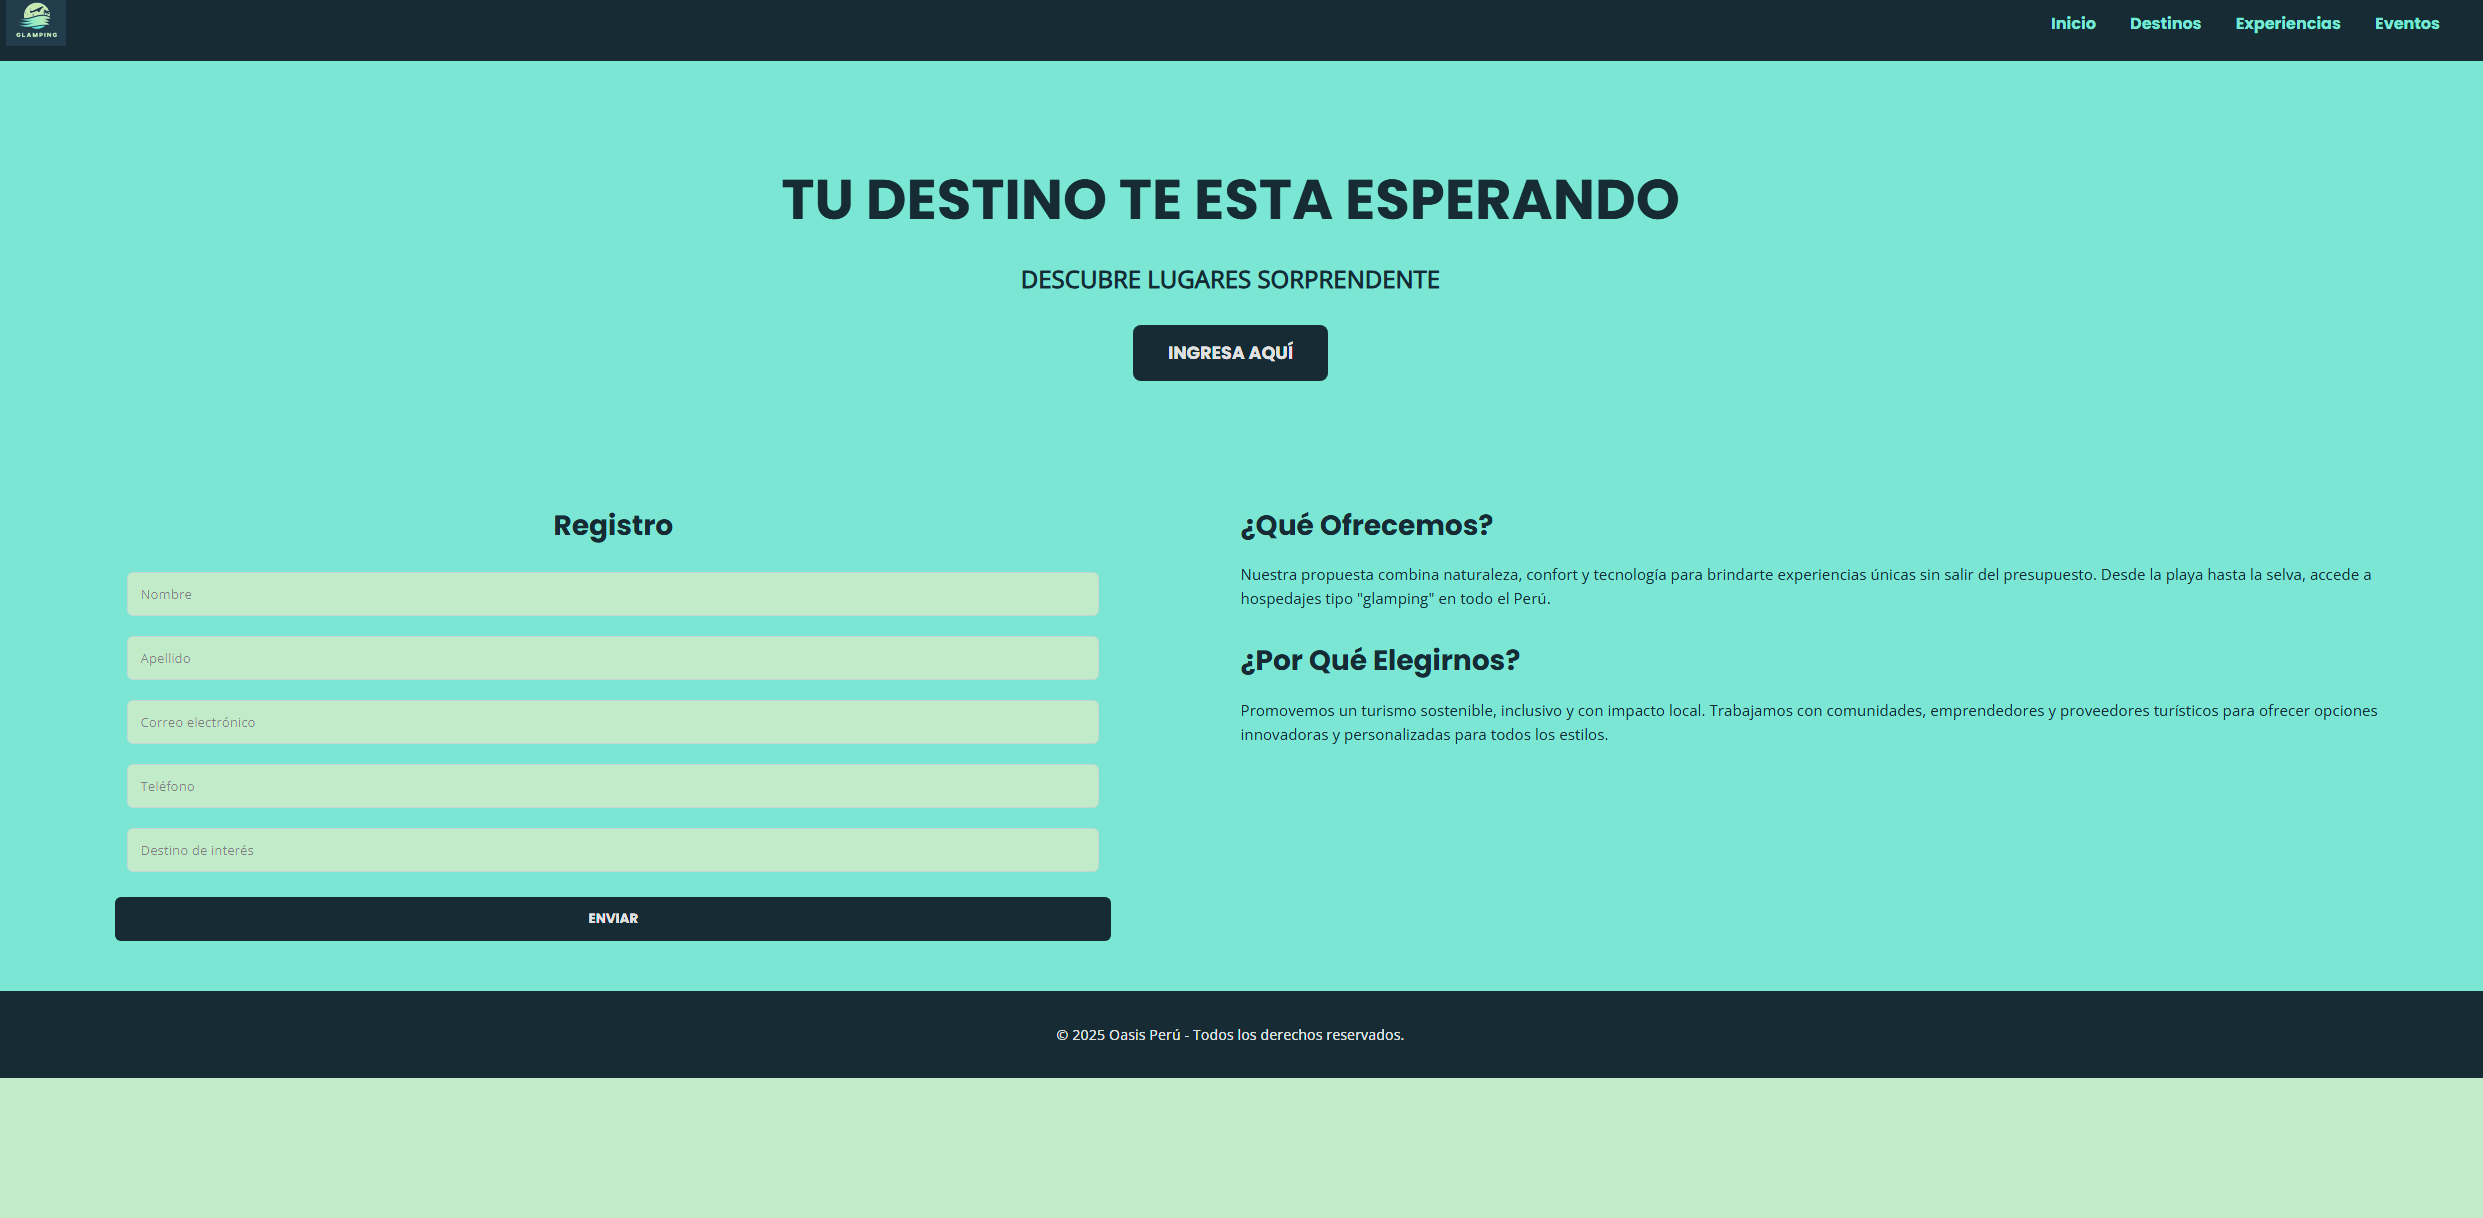 GLAMPING
Inicio Destinos Experiencias Eventos
TU DESTINO TE ESTA ESPERANDO
DESCUBRE LUGARES SORPRENDENTE
INGRESA AQUÍ
Registro
Nombre
Apellido
Correo electrónico
Teléfono
Destino de interés
ENVIAR
¿Qué Ofrecemos?
Nuestra propuesta combina naturaleza, confort y tecnología para brindarte experiencias únicas sin salir del presupuesto. Desde la playa hasta la selva, accede a
hospedajes tipo "glamping" en todo el Perú.
¿Por Qué Elegirnos?
Promovemos un turismo sostenible, inclusivo y con impacto local. Trabajamos con comunidades, emprendedores y proveedores turísticos para ofrecer opciones
innovadoras y personalizadas para todos los estilos.
© 2025 Oasis Perú - Todos los derechos reservados.